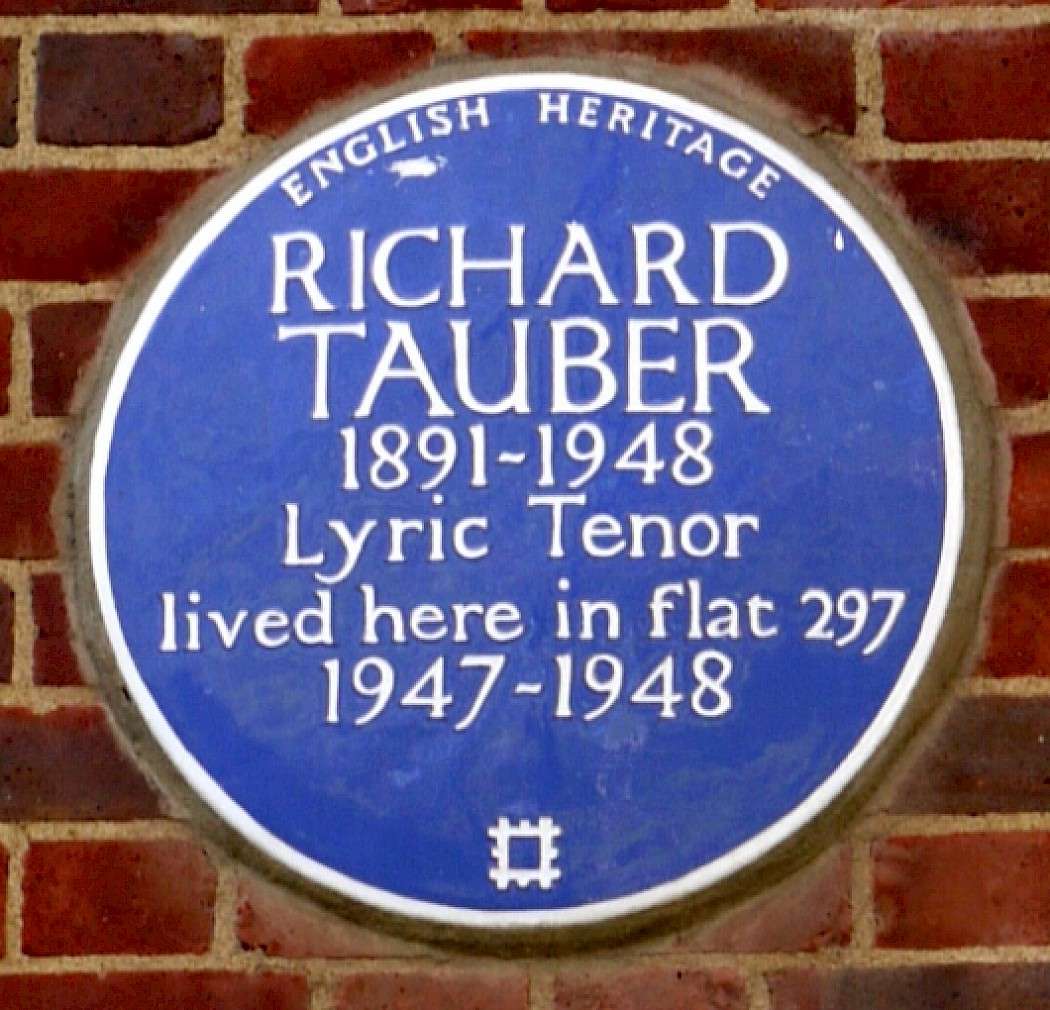 ENGLISH HERITAGE
RICHARD
TAUBER
1891-1948
Lyric Tenor
lived here in flat 297
1947-1948